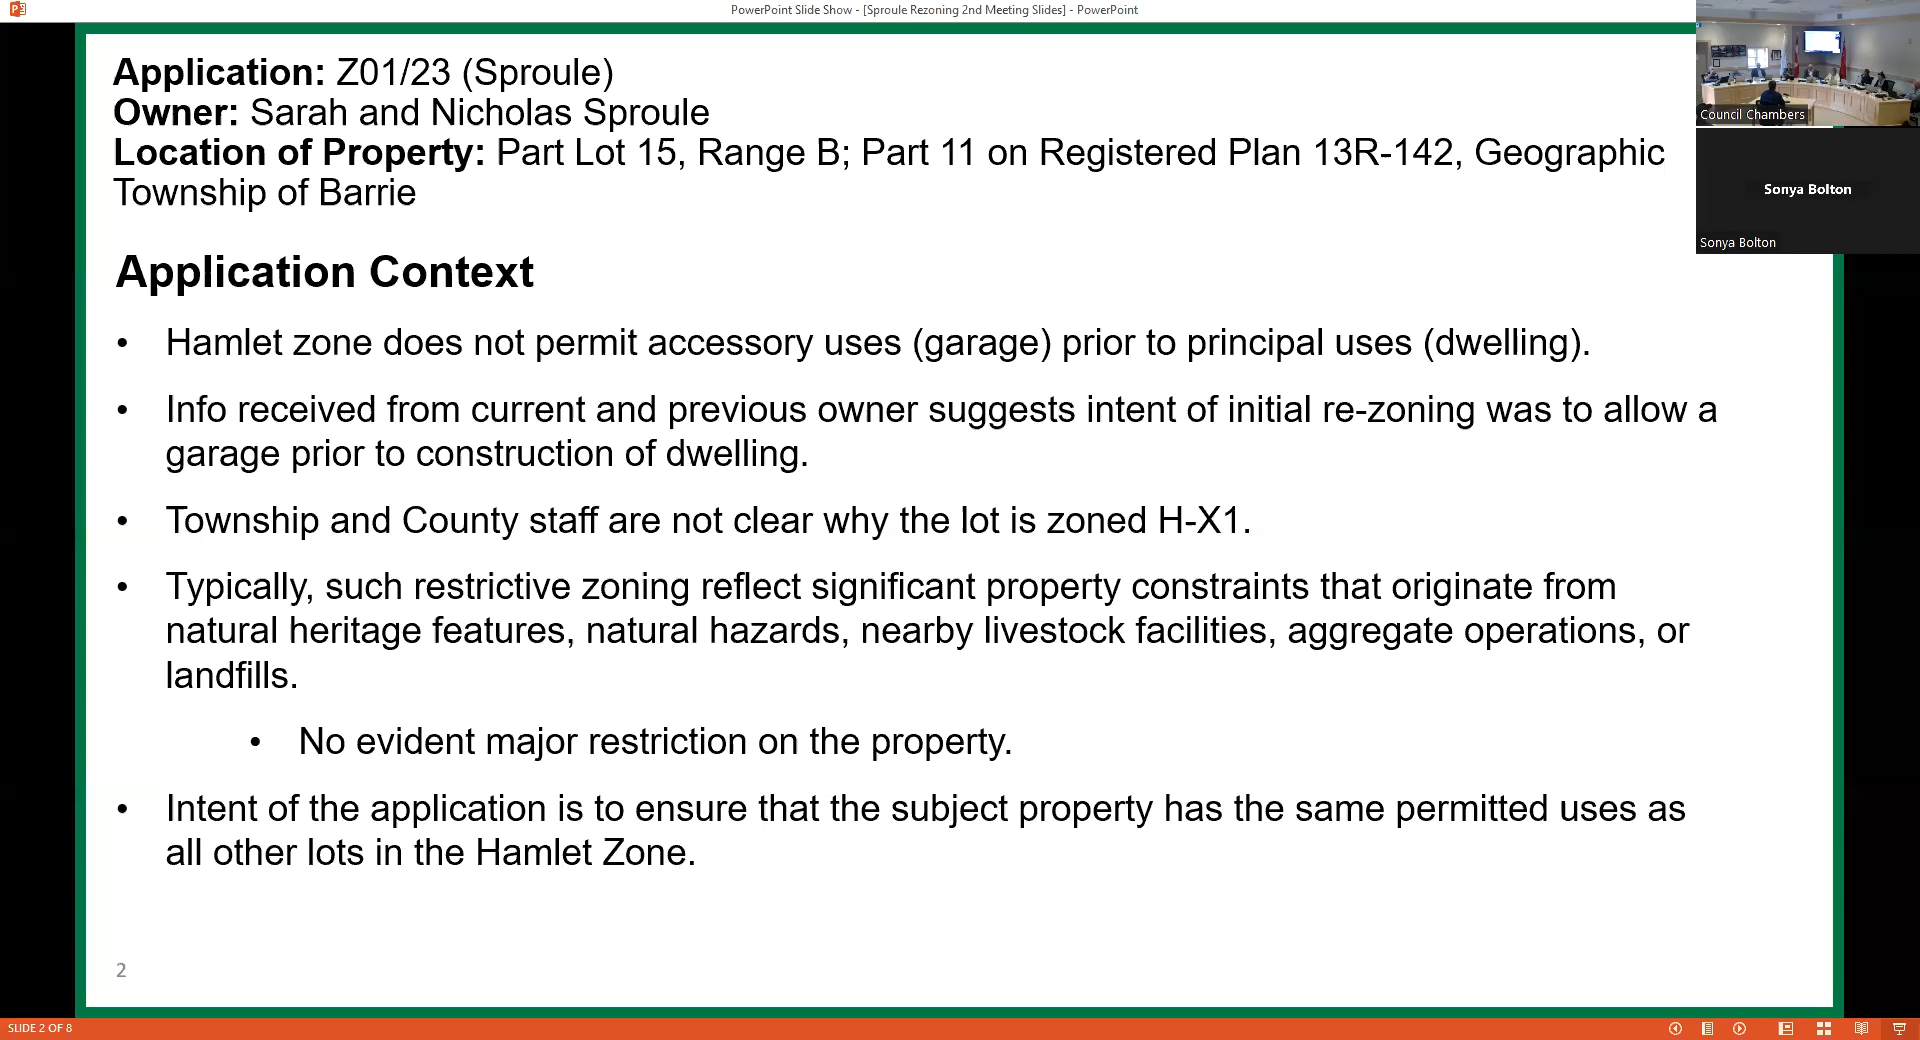 PowerPoint Slide Show - [Sproule Rezoning 2nd Meeting Slides] - PowerPoint
Application: Z01/23 (Sproule)
Owner: Sarah and Nicholas Sproule
Location of Property: Part Lot 15, Range B; Part 11 on Registered Plan 13R-142, Geographic
Township of Barrie
Council Chambers
Sonya Bolton
Sonya Bolton
Application Context
• Hamlet zone does not permit accessory uses (garage) prior to principal uses (dwelling).
• Info received from current and previous owner suggests intent of initial re-zoning was to allow a
garage prior to construction of dwelling.
• Township and County staff are not clear why the lot is zoned H-X1.
• Typically, such restrictive zoning reflect significant property constraints that originate from
natural heritage features, natural hazards, nearby livestock facilities, aggregate operations, or
landfills.
• No evident major restriction on the property.
• Intent of the application is to ensure that the subject property has the same permitted uses as
all other lots in the Hamlet Zone.
2
SLIDE 2 OF 8